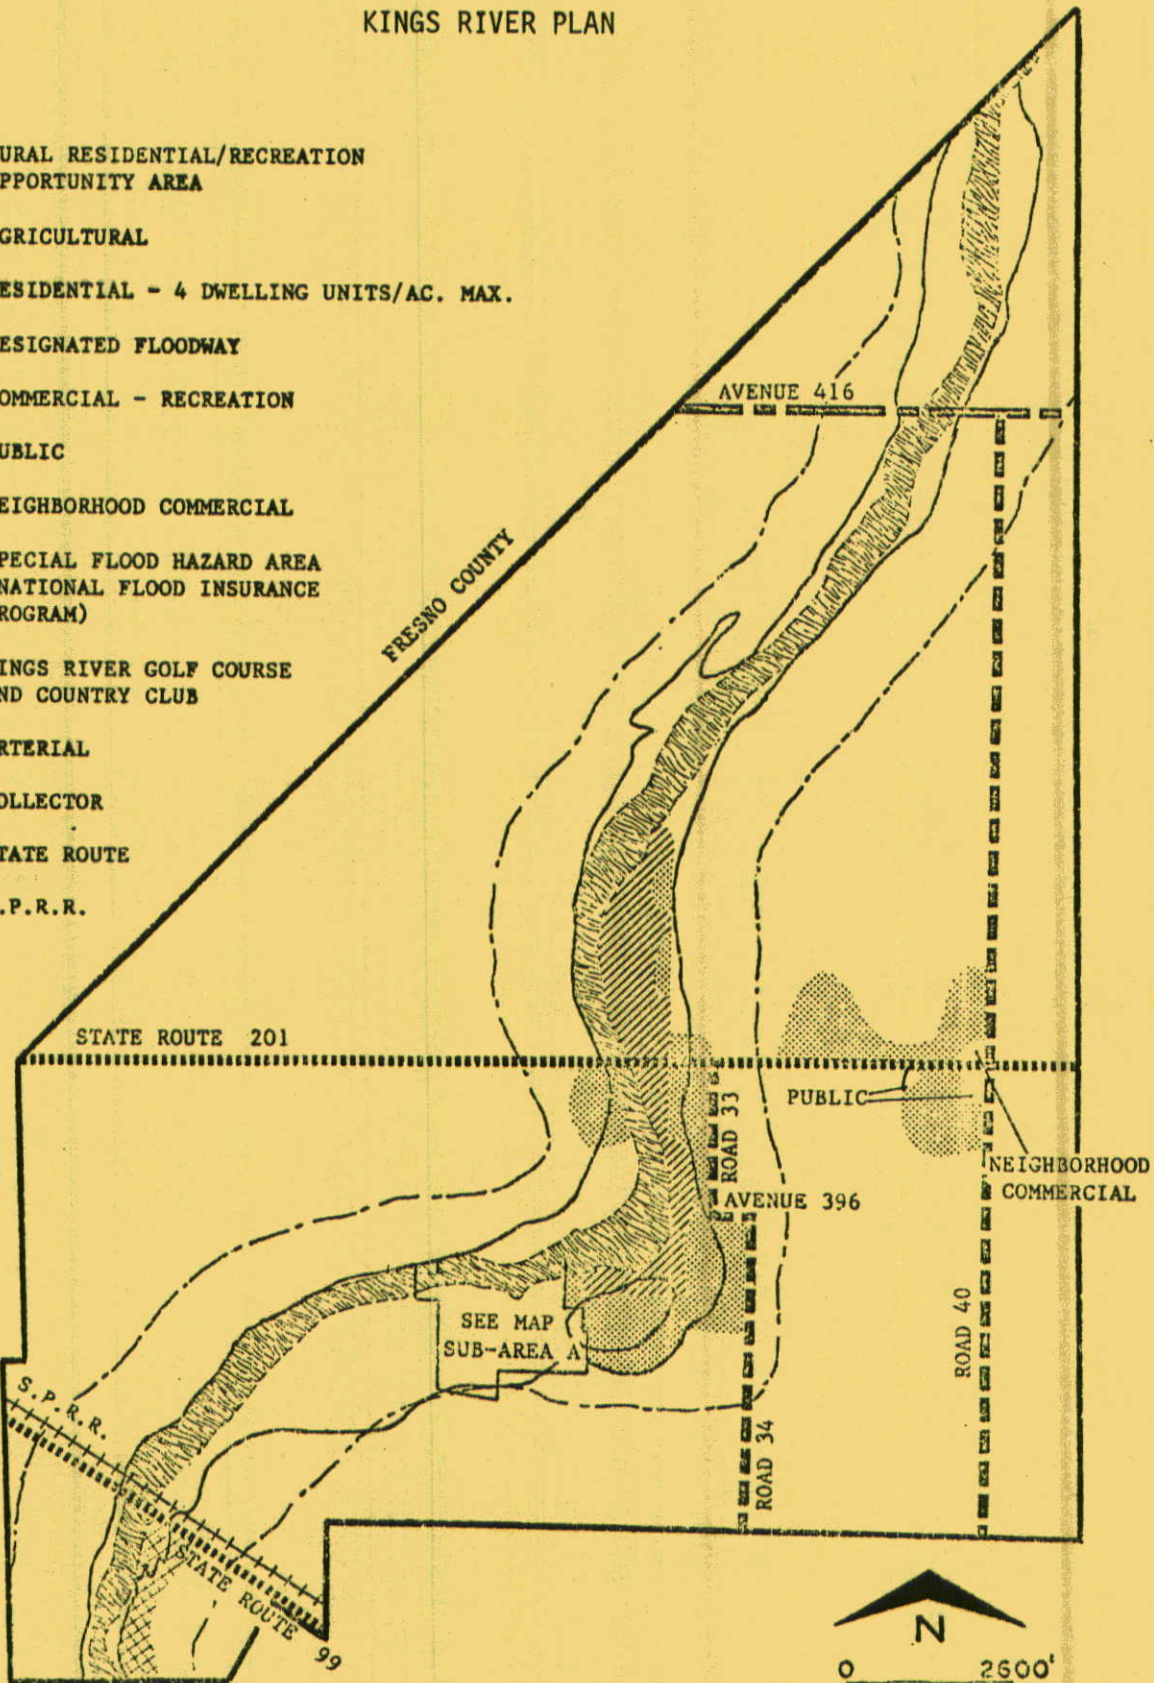 KINGS RIVER PLAN
URAL RESIDENTIAL/RECREATION
PPORTUNITY AREA
GRICULTURAL
ESIDENTIAL - 4 DWELLING UNITS/AC. MAX.
ESIGNATED FLOODWAY
OMMERCIAL - RECREATION
UBLIC
EIGHBORHOOD COMMERCIAL
PECIAL FLOOD HAZARD AREA
NATIONAL FLOOD INSURANCE
ROGRAM)
INGS RIVER GOLF COURSE
ND COUNTRY CLUB
RTERIAL
OLLECTOR
TATE ROUTE
.P.R.R.
AVENUE 416
FRESNO COUNTY
STATE ROUTE 201
PUBLIC
ROAD 33
NEIGHBORHOOD
COMMERCIAL
AVENUE 396
SEE MAP
SUB-AREA A
ROAD 40
S.P.R.R.
ROAD 34
STATE ROUTE 99
N
0 2600'